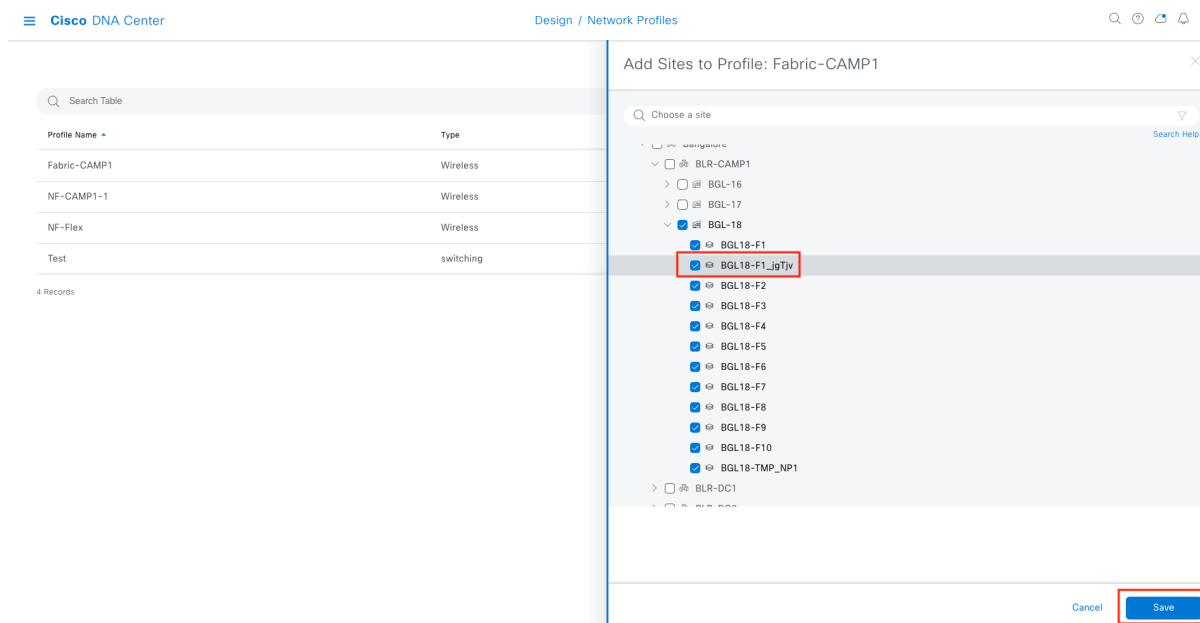 Cisco DNA Center
Design / Network Profiles
Add Sites to Profile: Fabric-CAMP1
Search Table
Profile Name
Type
Fabric-CAMP1
Wireless
NF-CAMP1-1
Wireless
NF-Flex
Wireless
Test
switching
4 Records
Choose a site
Search Help
Bangalore
BLR-CAMP1
BGL-16
BGL-17
BGL-18
BGL18-F1
BGL18-F1_jgTjv
BGL18-F2
BGL18-F3
BGL18-F4
BGL18-F5
BGL18-F6
BGL18-F7
BGL18-F8
BGL18-F9
BGL18-F10
BGL18-TMP_NP1
BLR-DC1
Cancel
Save